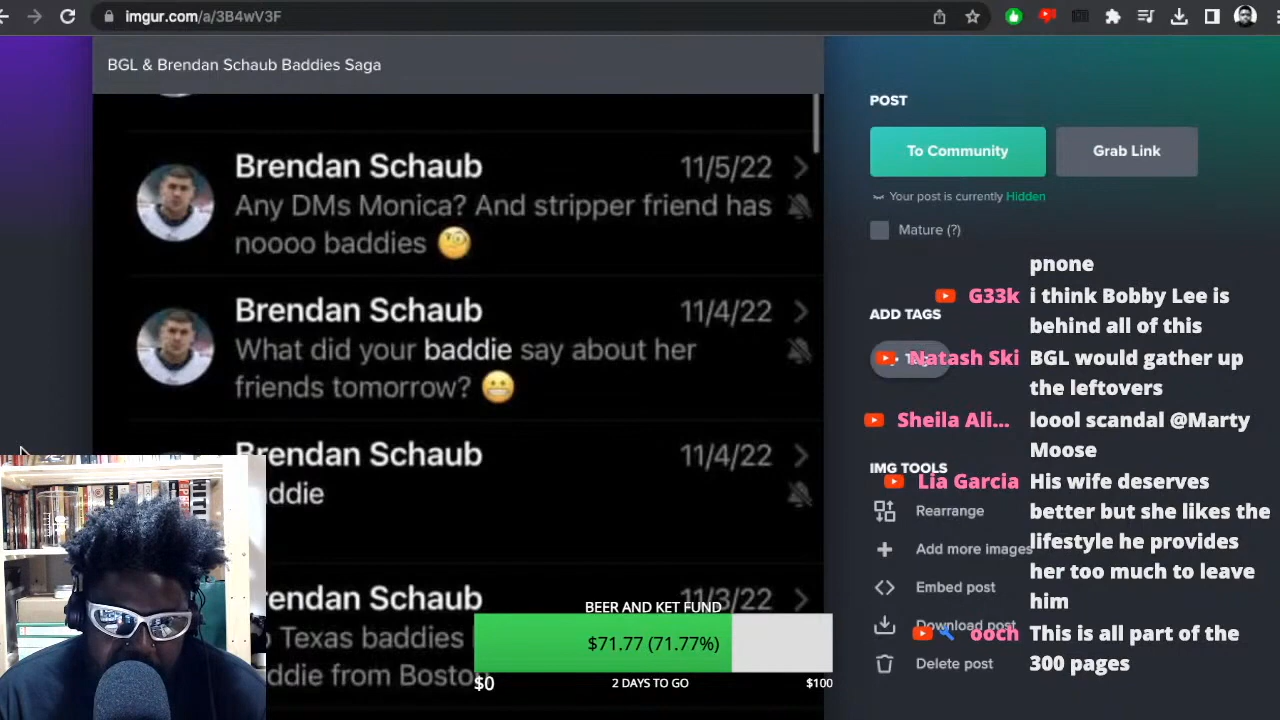 imgur.com/a/3B4wV3F
BGL & Brendan Schaub Baddies Saga
Brendan Schaub 11/5/22
Any DMs Monica? And stripper friend has
noooo baddies
Brendan Schaub 11/4/22
What did your baddie say about her
friends tomorrow?
Brendan Schaub 11/4/22
rendan Schaub 11/3/22
Texas baddies
from Bosto
BEER AND KET FUND
$71.77 (71.77%)
$0 2 DAYS TO GO $100
POST
To Community Grab Link
Your post is currently Hidden
Mature (?)
ADD TAGS
IMG TOOLS
Rearrange
Add more images
Embed post
Download post
Delete post
pnone
G33k i think Bobby Lee is
behind all of this
Natash Ski BGL would gather up
the leftovers
Sheila Ali... loool scandal @Marty
Moose
Lia Garcia His wife deserves
better but she likes the
lifestyle he provides
her too much to leave
him
ooch This is all part of the
300 pages